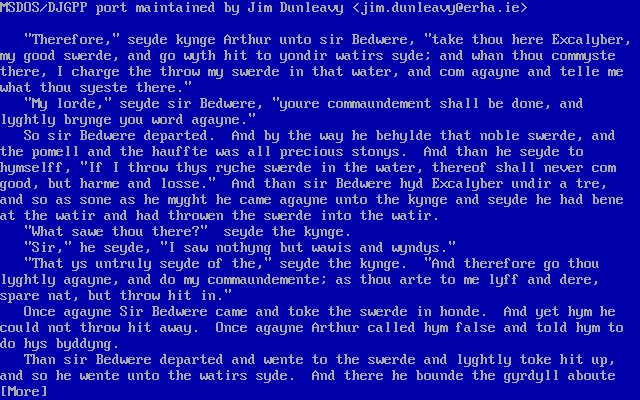 MSDOS/DJGPP port maintained by Jim Dunleavy <jim.dunleavy@erha.ie>
"Therefore," seyde kynge Arthur unto sir Bedwere, "take thou here Excalyber,
my good swerde, and go wyth hit to yondir watirs syde; and whan thou commyste
there, I charge the throw my swerde in that water, and com agayne and telle me
what thou syeste there."
"My lorde," seyde sir Bedwere, "youre commaundement shall be done, and
lyghtly brynge you word agayne."
So sir Bedwere departed.  And by the way he behylde that noble swerde, and
the pomell and the hauffte was all precious stonys.  And than he seyde to
hymselff, "If I throw thys ryche swerde in the water, thereof shall never com
good, but harme and losse."  And than sir Bedwere hyd Excalyber undir a tre,
and so as sone as he myght he came agayne unto the kynge and seyde he had bene
at the watir and had throwen the swerde into the watir.
"What sawe thou there?"  seyde the kynge.
"Sir," he seyde, "I saw nothyng but wawis and wyndys."
"That ys untruly seyde of the," seyde the kynge.  "And therefore go thou
lyghtly agayne, and do my commaundemente; as thou arte to me lyff and dere,
spare nat, but throw hit in."
Once agayne Sir Bedwere came and toke the swerde in honde.  And yet hym he
could not throw hit away.  Once agayne Arthur called hym false and told hym to
do hys byddyng.
Than sir Bedwere departed and wente to the swerde and lyghtly toke hit up,
and so he wente unto the watirs syde.  And there he bounde the gyrdyll aboute
[More]